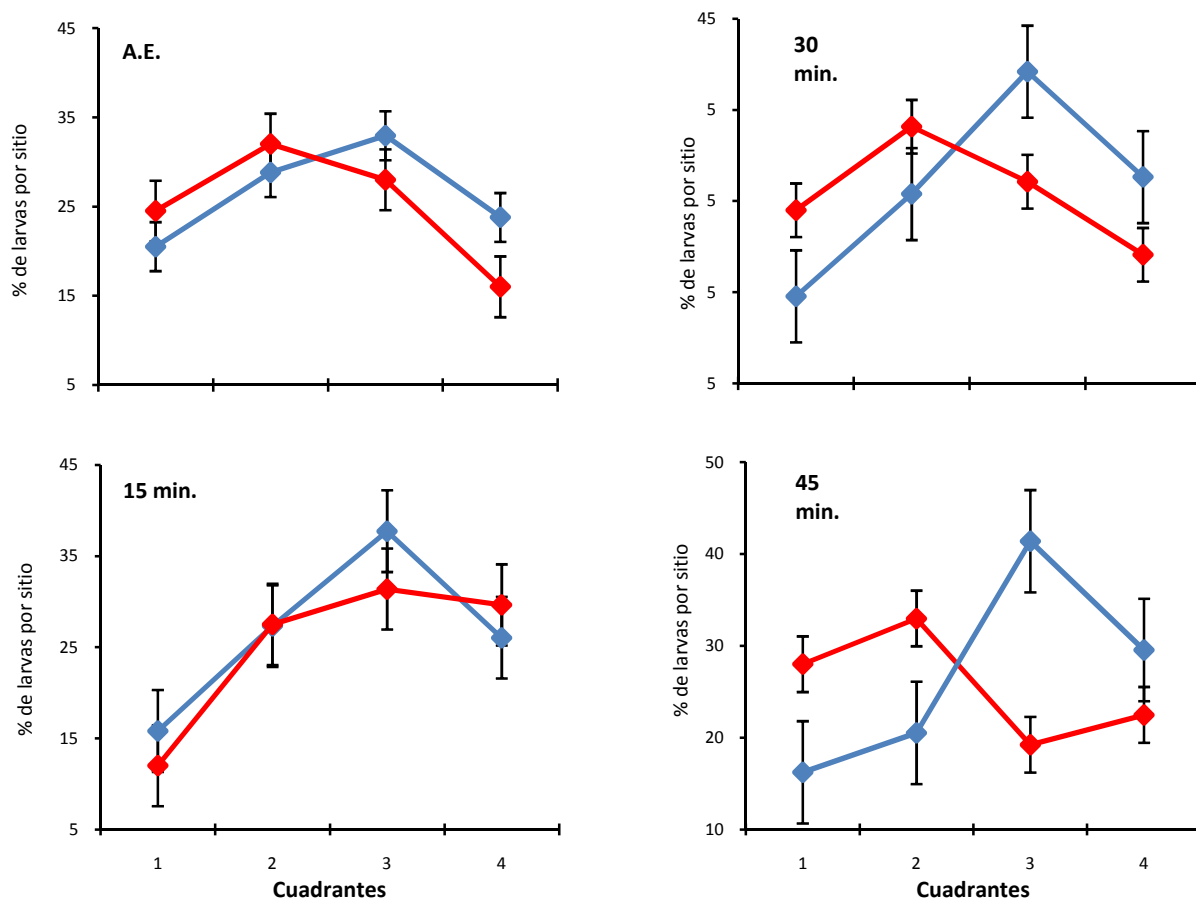 A.E.
% de larvas por sitio
45
35
25
15
5
30
min.
% de larvas por sitio
45
5
5
5
5
15 min.
% de larvas por sitio
45
35
25
15
5
1 2 3 4
Cuadrantes
45
min.
% de larvas por sitio
50
40
30
20
10
1 2 3 4
Cuadrantes